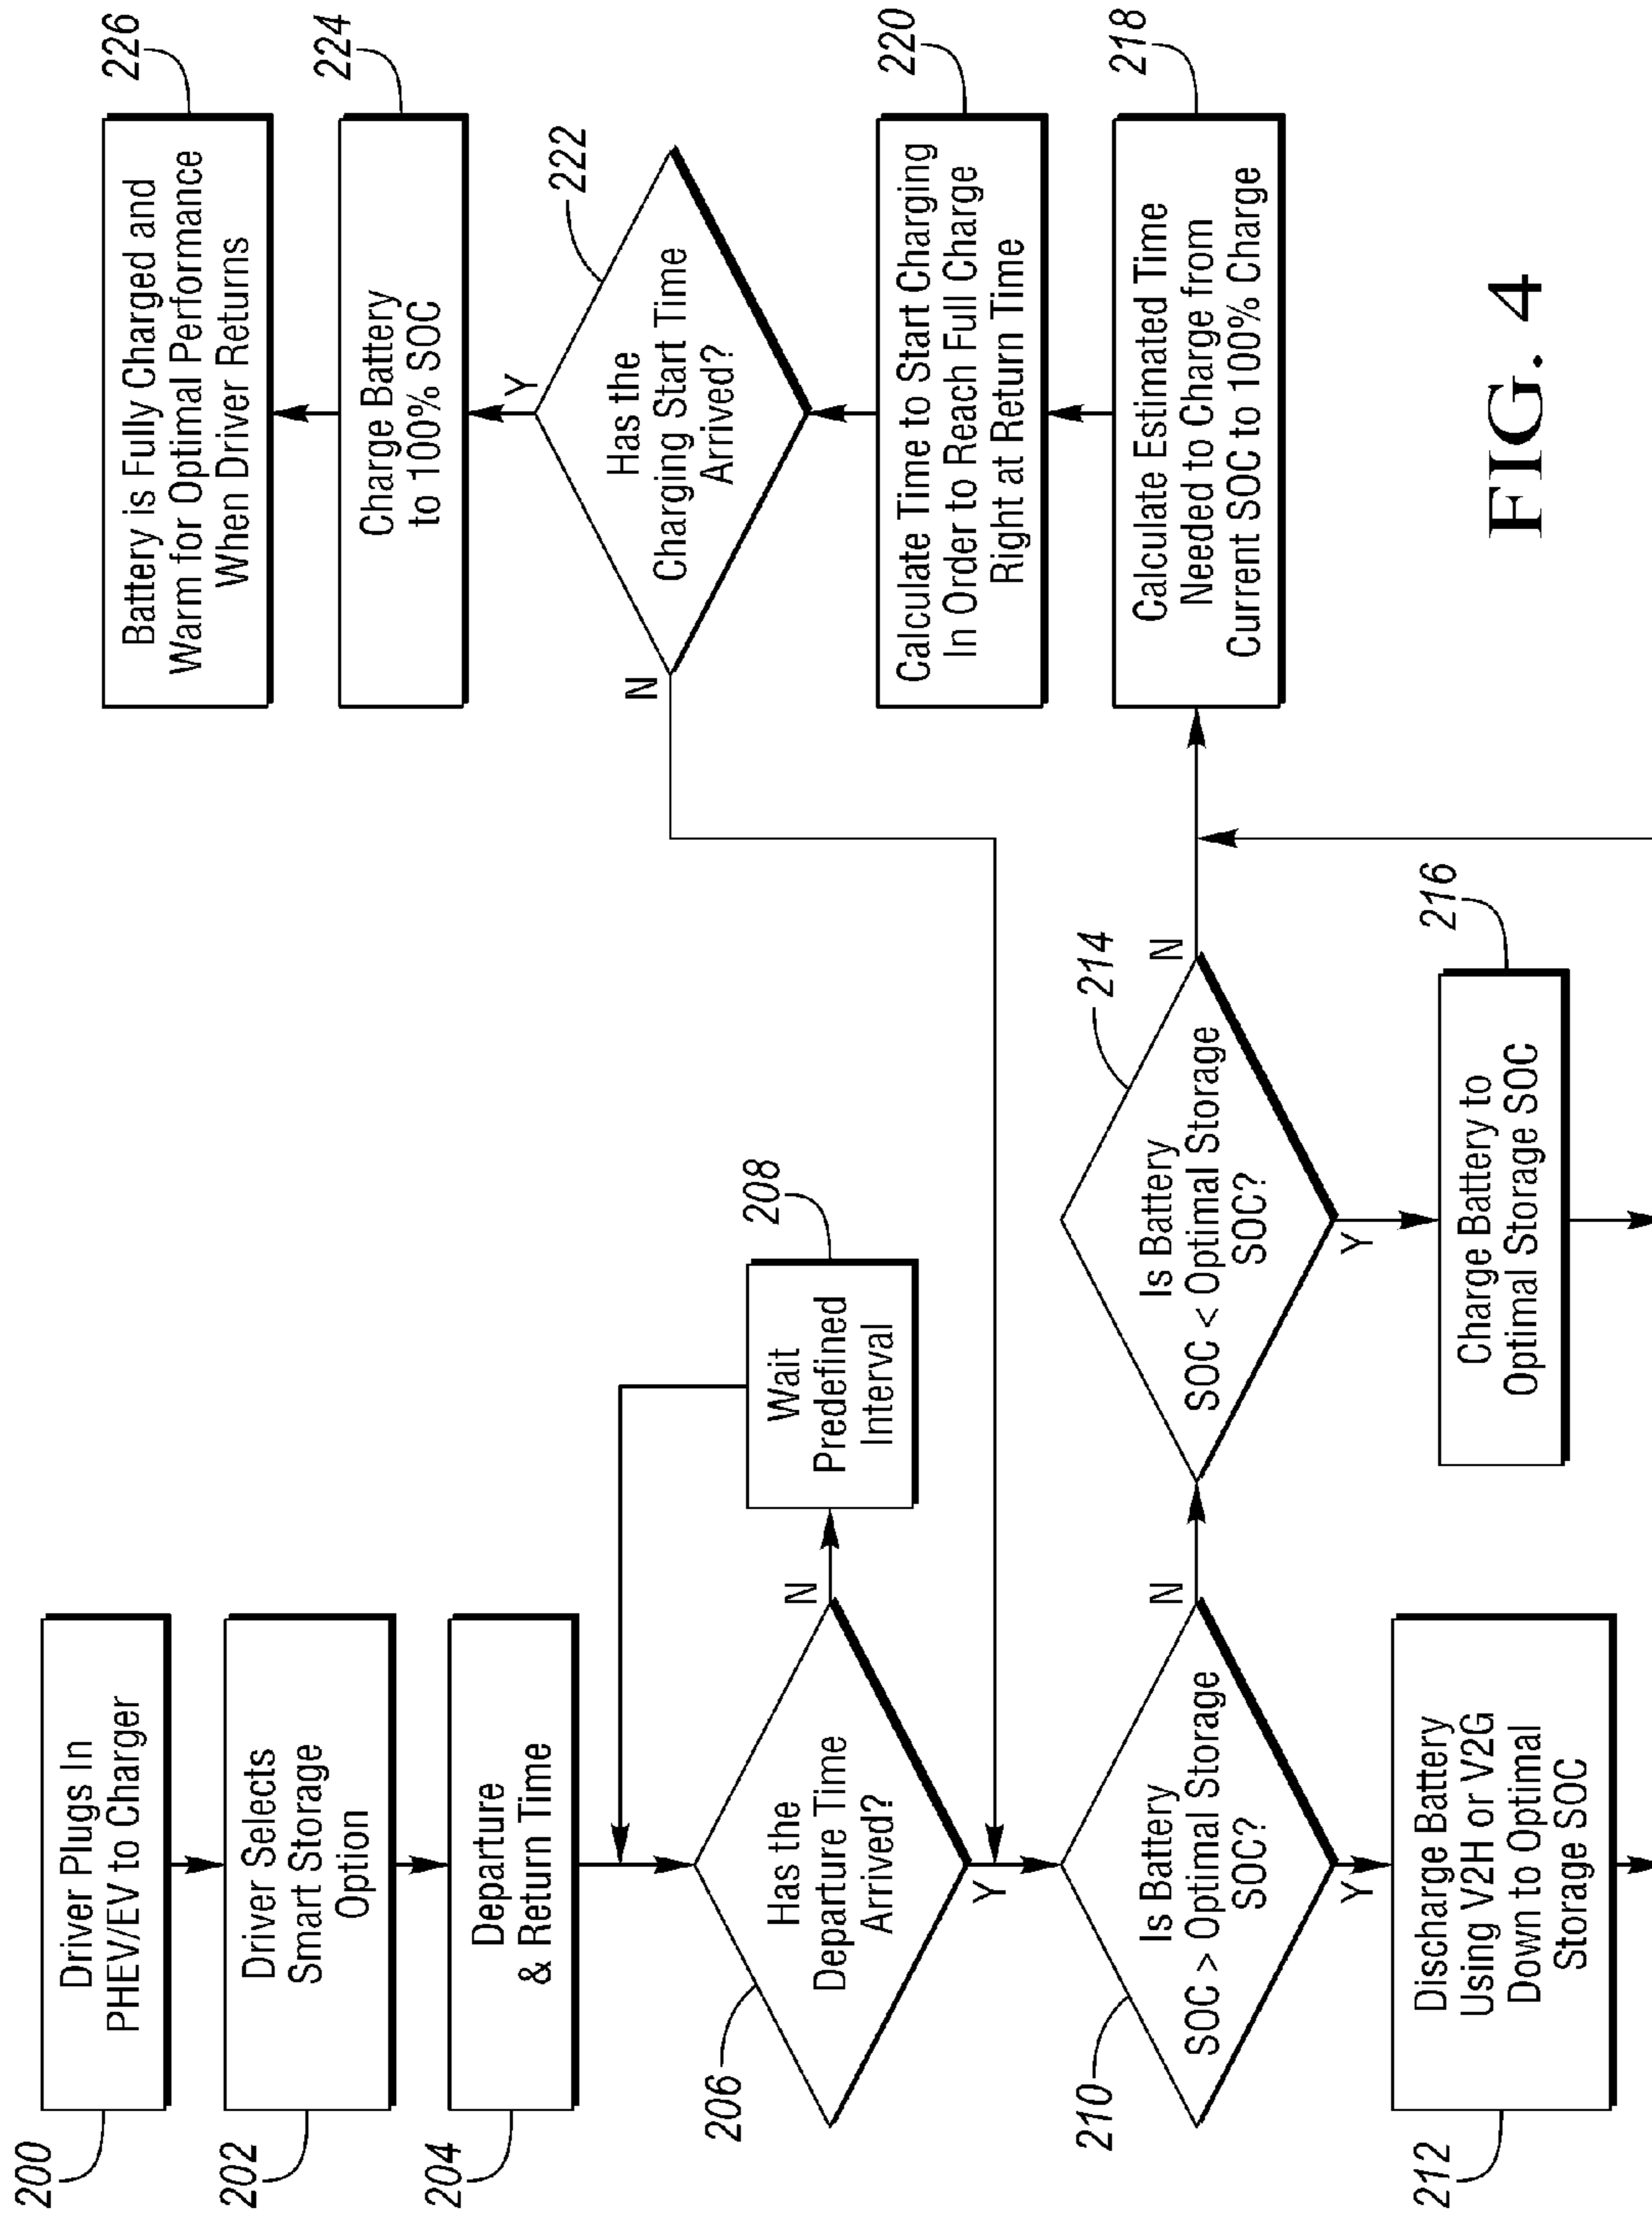 200
Driver Plugs In
PHEV/EV to Charger
202
Driver Selects
Smart Storage
Option
204
Departure
& Return Time
206
Has the
Departure Time
Arrived?
N
Y
208
Wait
Predefined
Interval
210
Is Battery
SOC > Optimal Storage
SOC?
N
Y
212
Discharge Battery
Using V2H or V2G
Down to Optimal
Storage SOC
214
Is Battery
SOC < Optimal Storage
SOC?
N
Y
216
Charge Battery to
Optimal Storage SOC
218
Calculate Estimated Time
Needed to Charge from
Current SOC to 100% Charge
220
Calculate Time to Start Charging
In Order to Reach Full Charge
Right at Return Time
222
Has the
Charging Start Time
Arrived?
N
Y
224
Charge Battery
to 100% SOC
226
Battery is Fully Charged and
Warm for Optimal Performance
When Driver Returns
FIG. 4